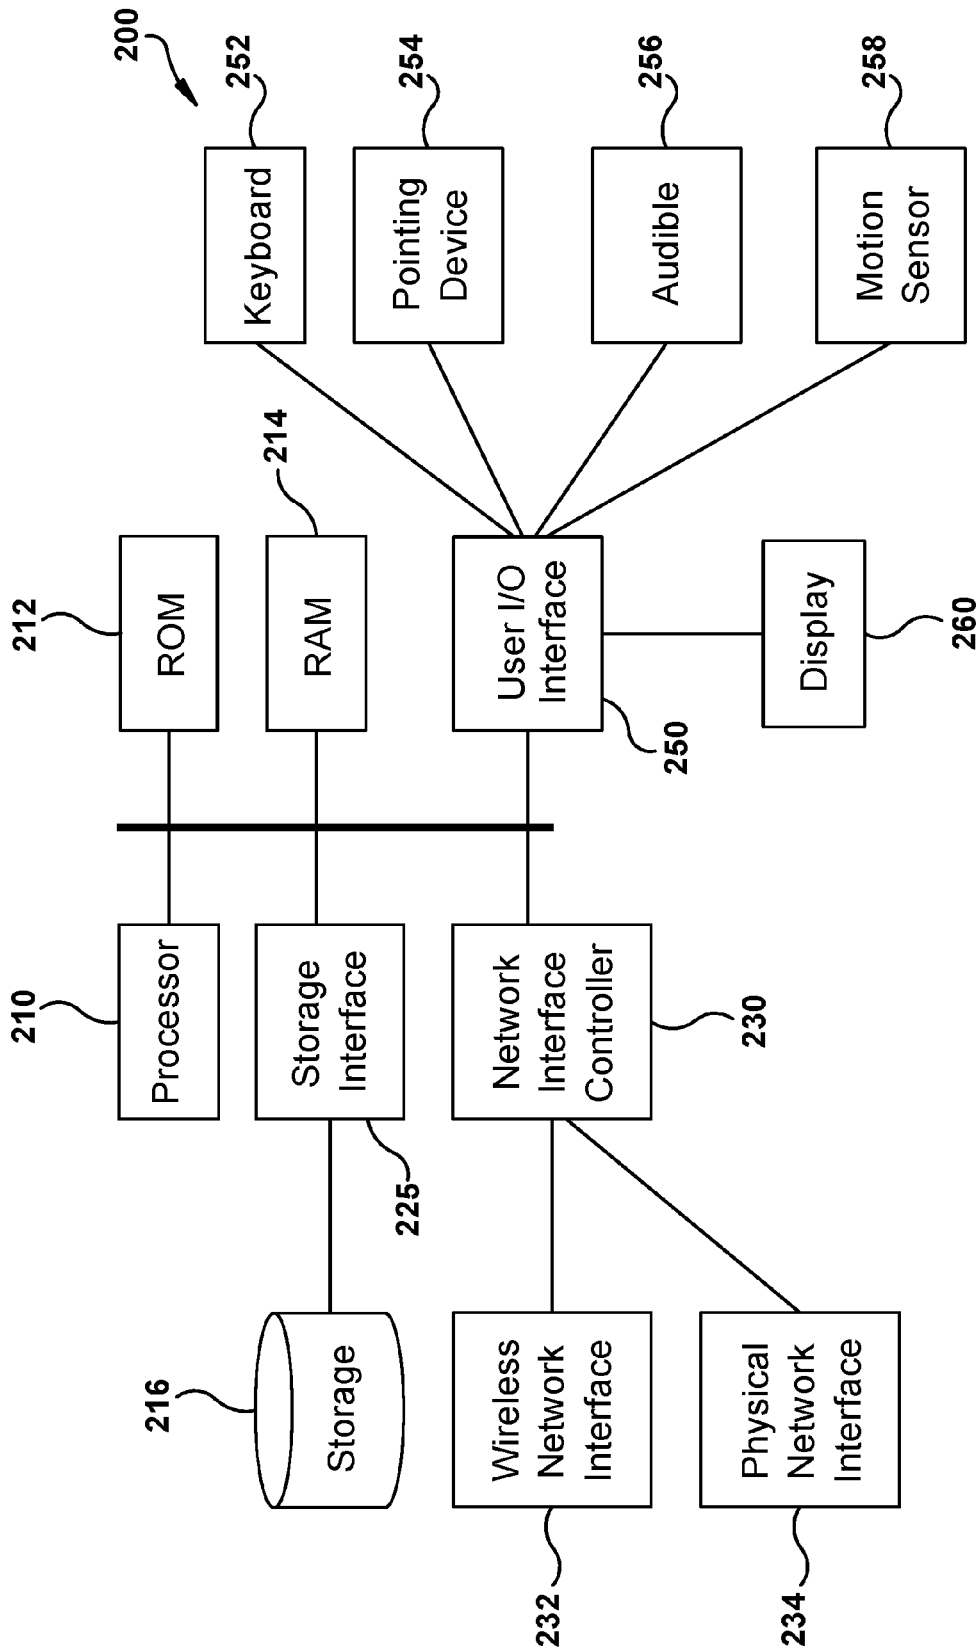 200
210
Processor
212
ROM
216
Storage
Storage
Interface
225
RAM
214
Keyboard
252
Pointing
Device
254
Wireless
Network
Interface
232
Network
Interface
Controller
230
User I/O
Interface
250
Audible
256
Physical
Network
Interface
234
Display
260
Motion
Sensor
258